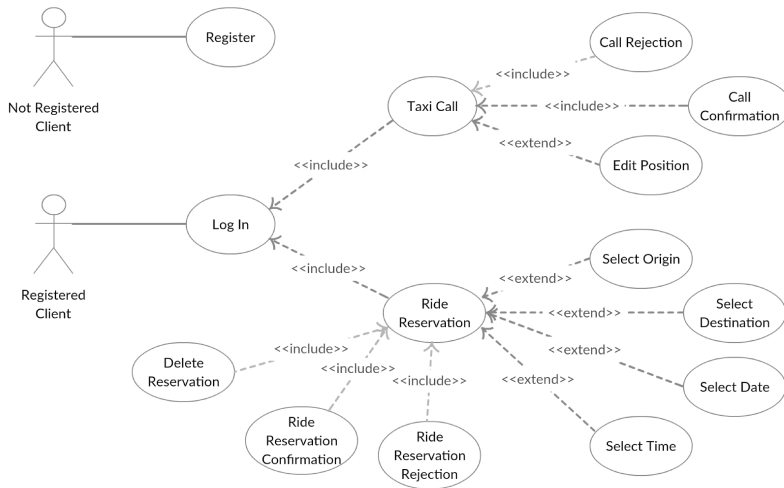 Register
Not Registered
Client
Call Rejection
<<include>>
Taxi Call
<<include>>
Call
Confirmation
<<extend>>
Edit Position
<<include>>
Log In
Registered
Client
<<include>>
Select Origin
<<extend>>
Ride
Reservation
<<extend>>
Select
Destination
<<extend>>
Select Date
<<extend>>
Select Time
Delete
Reservation
<<include>>
<<include>>
<<include>>
Ride
Reservation
Confirmation
Ride
Reservation
Rejection